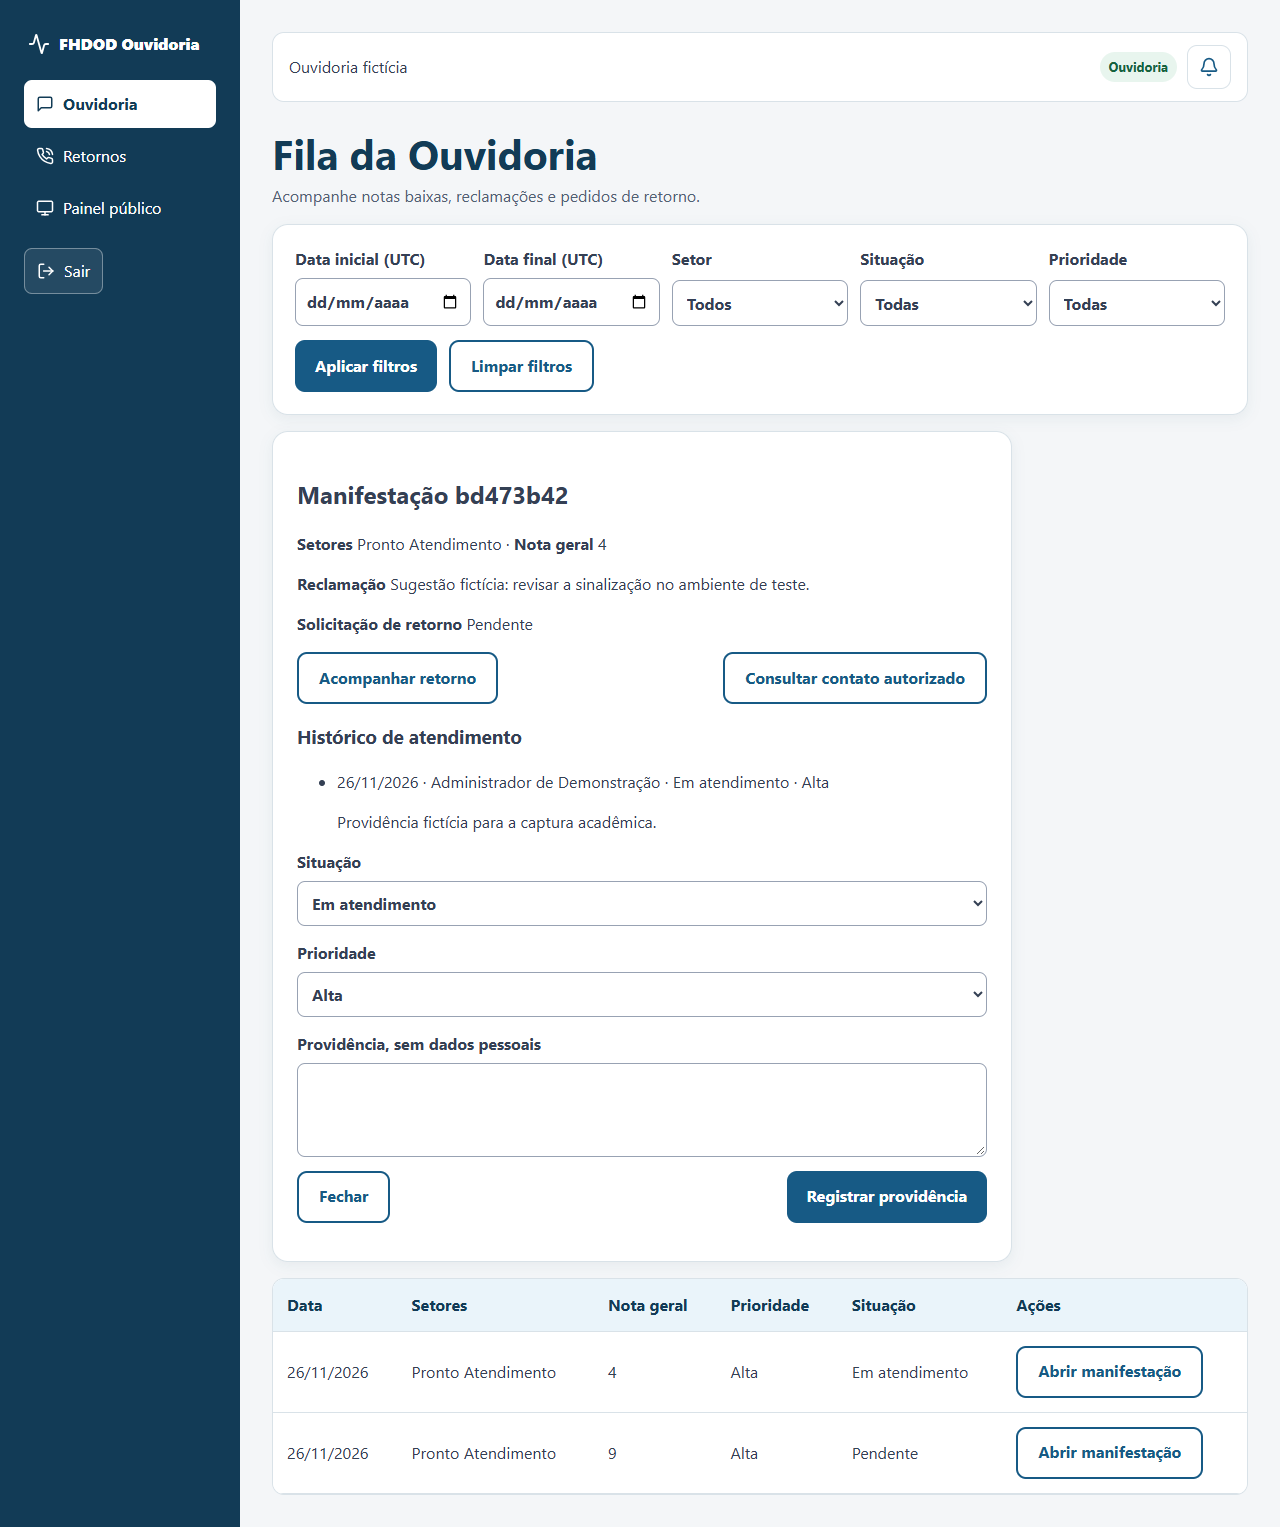 FHDOD Ouvidoria
Ouvidoria
Retornos
Painel público
Sair
Ouvidoria fictícia
Ouvidoria
Fila da Ouvidoria
Acompanhe notas baixas, reclamações e pedidos de retorno.
Data inicial (UTC) Data final (UTC) Setor Situação Prioridade
dd/mm/aaaa dd/mm/aaaa Todos Todas Todas
Aplicar filtros Limpar filtros
Manifestação bd473b42
Setores Pronto Atendimento · Nota geral 4
Reclamação Sugestão fictícia: revisar a sinalização no ambiente de teste.
Solicitação de retorno Pendente
Acompanhar retorno Consultar contato autorizado
Histórico de atendimento
• 26/11/2026 · Administrador de Demonstração · Em atendimento · Alta
Providência fictícia para a captura acadêmica.
Situação
Em atendimento
Prioridade
Alta
Providência, sem dados pessoais
Fechar Registrar providência
Data Setores Nota geral Prioridade Situação Ações
26/11/2026 Pronto Atendimento 4 Alta Em atendimento Abrir manifestação
26/11/2026 Pronto Atendimento 9 Alta Pendente Abrir manifestação